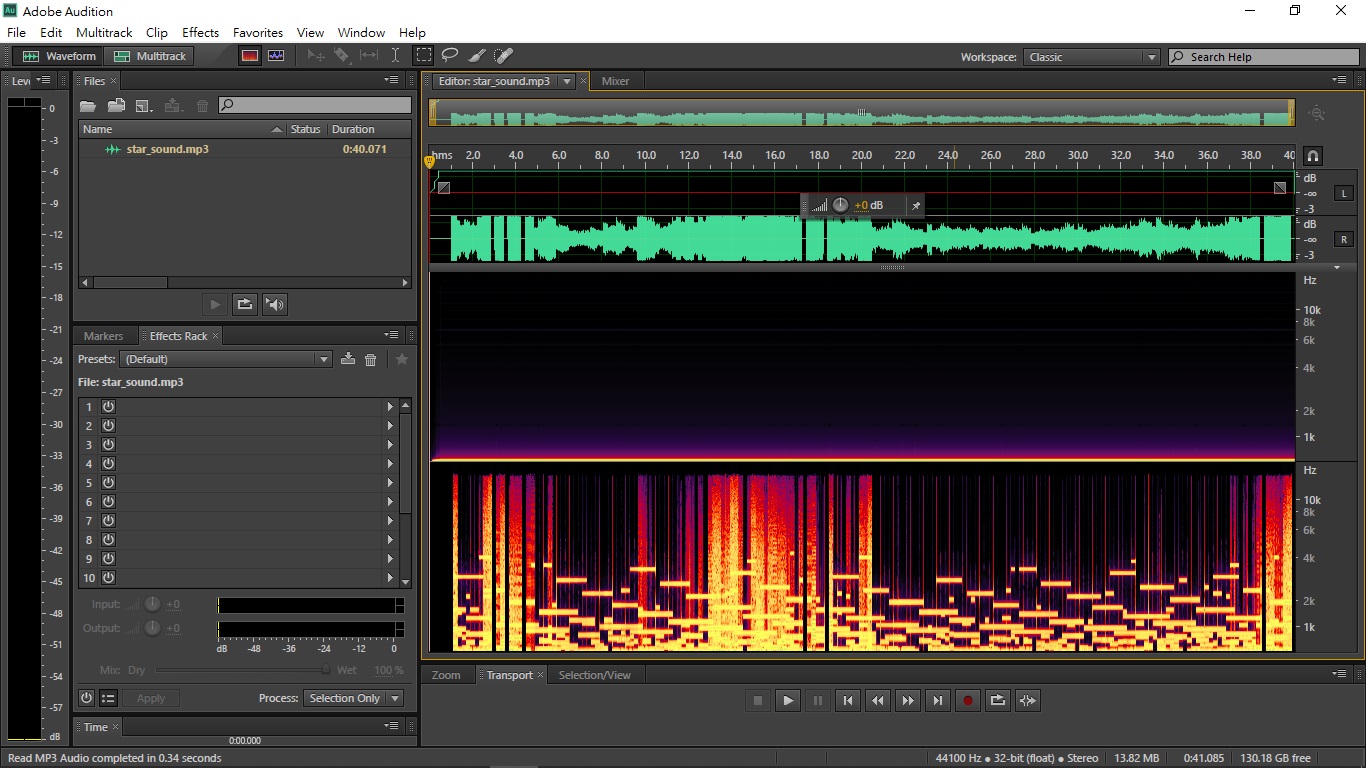 Au Adobe Audition
File Edit Multitrack Clip Effects Favorites View Window Help
Waveform Multitrack Workspace: Classic Search Help
Files × Editor: star_sound.mp3 × Mixer
0
-3
-6
-9
-12
-15
-18
-21
-24
-27
-30
-33
-36
-39
-42
-45
-48
-51
-54
-57
dB
Name Status Duration
star_sound.mp3 0:40.071
Markers Effects Rack ×
Presets: (Default)
File: star_sound.mp3
1
2
3
4
5
6
7
8
9
10
Input: +0
Output: +0
dB -48 -36 -24 -12 0
Mix: Dry Wet 100 %
Apply Process: Selection Only
Time ×
0:00.000
hms 2.0 4.0 6.0 8.0 10.0 12.0 14.0 16.0 18.0 20.0 22.0 24.0 26.0 28.0 30.0 32.0 34.0 36.0 38.0 40
dB
-∞ L
+0 dB
-3
dB
-∞ R
-3
Hz
10k
8k
6k
4k
2k
1k
Hz
10k
8k
6k
4k
2k
1k
Zoom Transport × Selection/View
Read MP3 Audio completed in 0.34 seconds 44100 Hz ● 32-bit (float) ● Stereo 13.82 MB 0:41.085 130.18 GB free